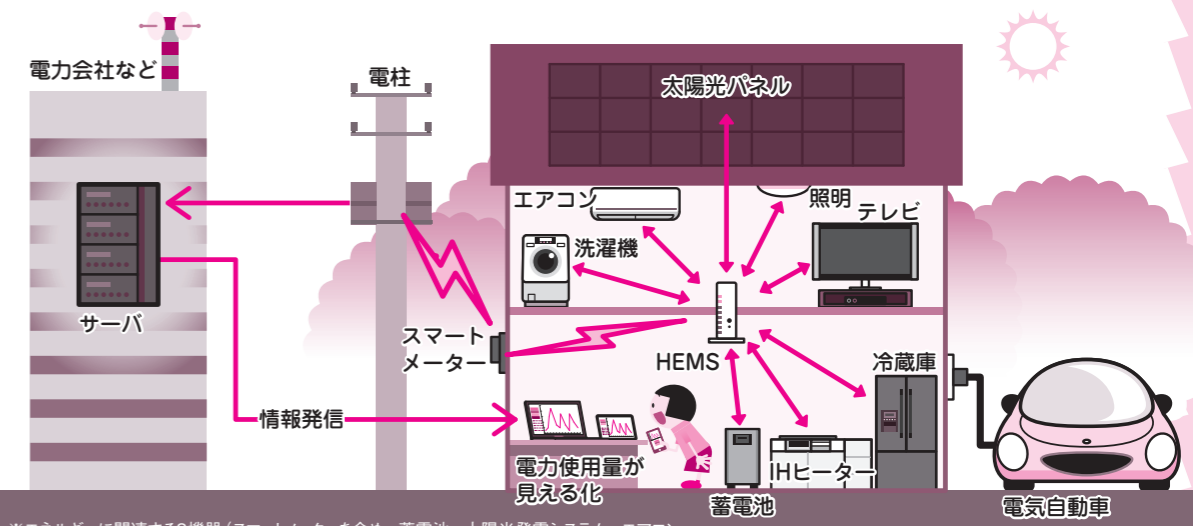 電力会社など
電柱
太陽光パネル
エアコン
照明
テレビ
洗濯機
サーバ
スマート
メーター
HEMS
冷蔵庫
情報発信
電力使用量が
見える化
IHヒーター
蓄電池
電気自動車